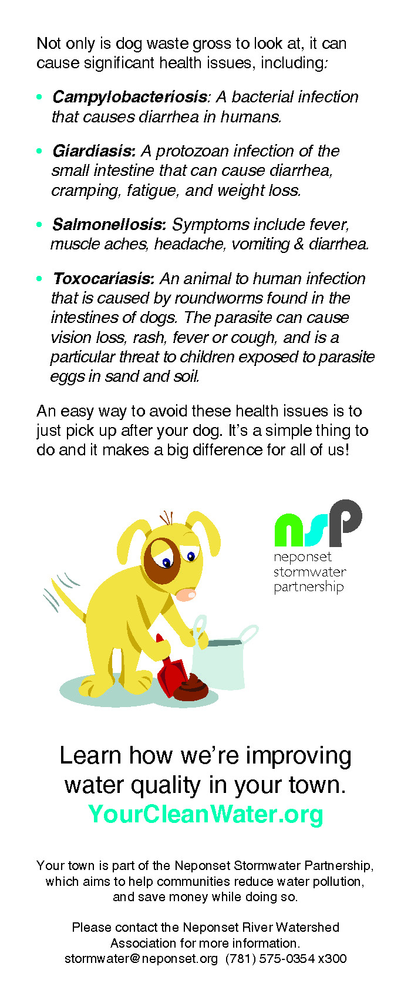 Not only is dog waste gross to look at, it can
cause significant health issues, including:
• Campylobacteriosis: A bacterial infection
that causes diarrhea in humans.
• Giardiasis: A protozoan infection of the
small intestine that can cause diarrhea,
cramping, fatigue, and weight loss.
• Salmonellosis: Symptoms include fever,
muscle aches, headache, vomiting & diarrhea.
• Toxocariasis: An animal to human infection
that is caused by roundworms found in the
intestines of dogs. The parasite can cause
vision loss, rash, fever or cough, and is a
particular threat to children exposed to parasite
eggs in sand and soil.
An easy way to avoid these health issues is to
just pick up after your dog. It’s a simple thing to
do and it makes a big difference for all of us!
nsp
neponset
stormwater
partnership
Learn how we’re improving
water quality in your town.
YourCleanWater.org
Your town is part of the Neponset Stormwater Partnership,
which aims to help communities reduce water pollution,
and save money while doing so.
Please contact the Neponset River Watershed
Association for more information.
stormwater@neponset.org (781) 575-0354 x300